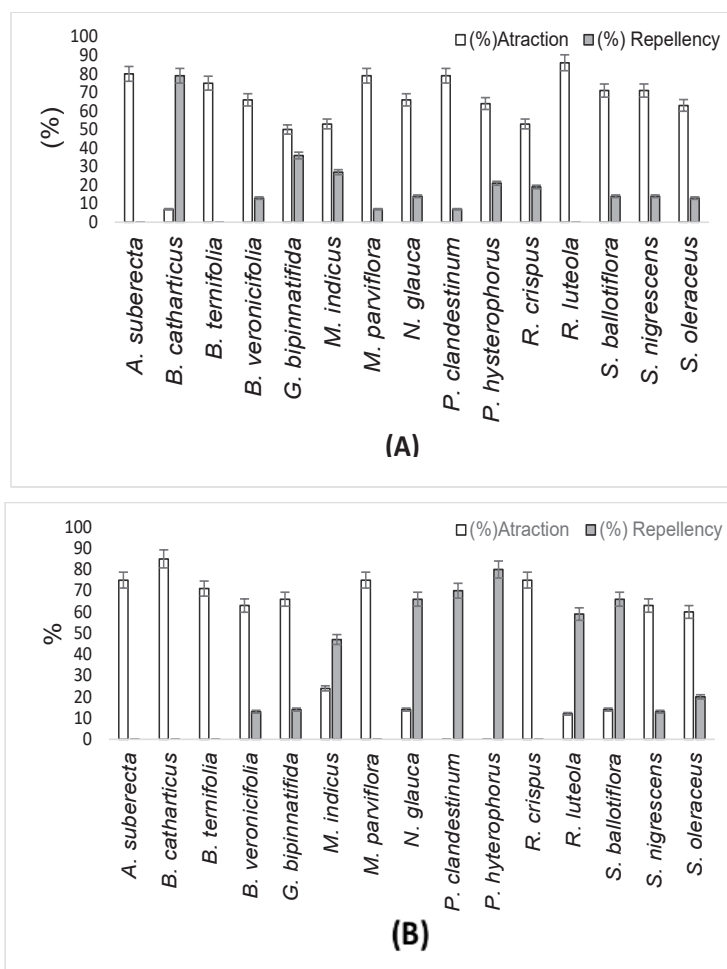 100
90
80
70
60
50
40
30
20
10
0
(%)
(%)Atraction (%) Repellency
A. suberecta
B. catharticus
B. ternifolia
B. veronicifolia
G. bipinnatifida
M. indicus
M. parviflora
N. glauca
P. clandestinum
P. hysterophorus
R. crispus
R. luteola
S. ballotiflora
S. nigrescens
S. oleraceus
(A)
100
90
80
70
60
50
40
30
20
10
0
%
(%)Atraction (%) Repellency
A. suberecta
B. catharticus
B. ternifolia
B. veronicifolia
G. bipinnatifida
M. indicus
M. parviflora
N. glauca
P. clandestinum
P. hyterophorus
R. crispus
R. luteola
S. ballotiflora
S. nigrescens
S. oleraceus
(B)